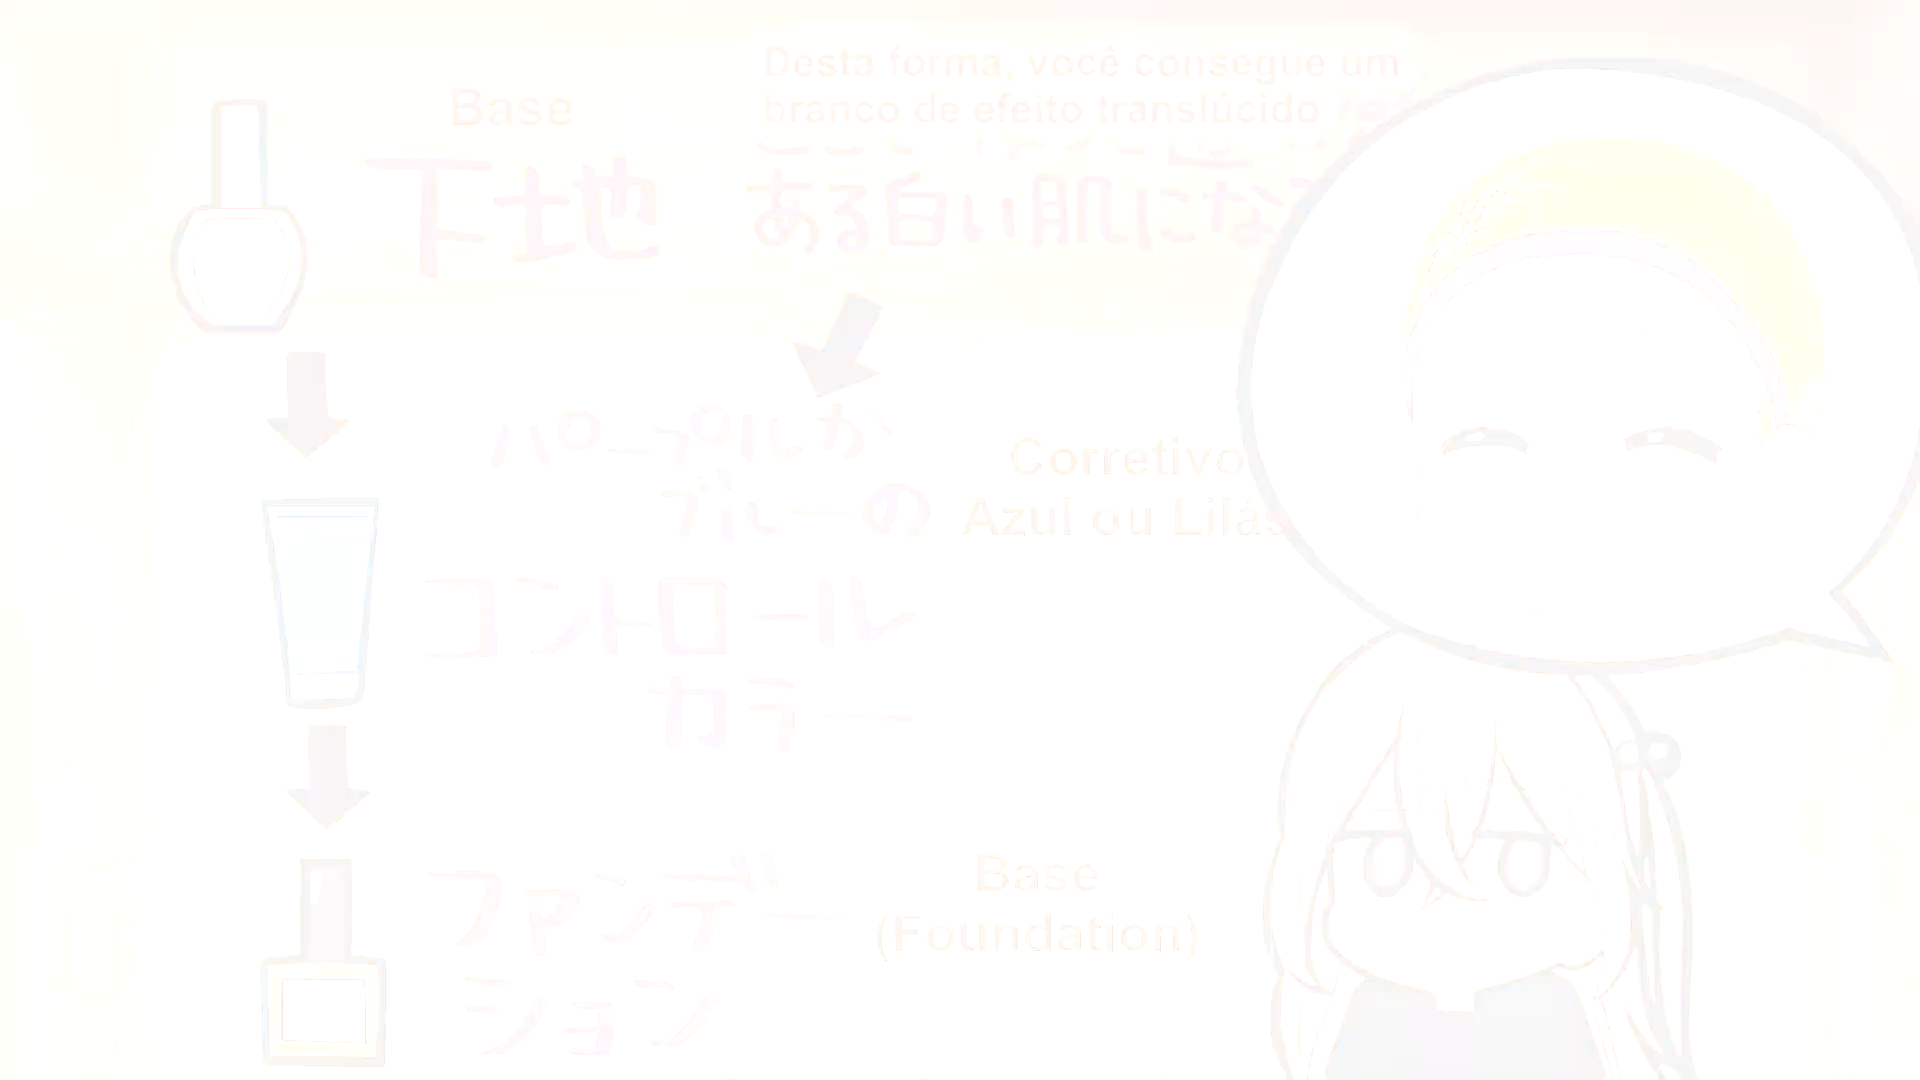 Desta forma, você consegue um
branco de efeito translúcido
Base
下地
ある白い肌にな
パープルか
ブルーの
Corretivo
Azul ou Lilás
コントロール
カラー
Base
(Foundation)
ファンデー
ション